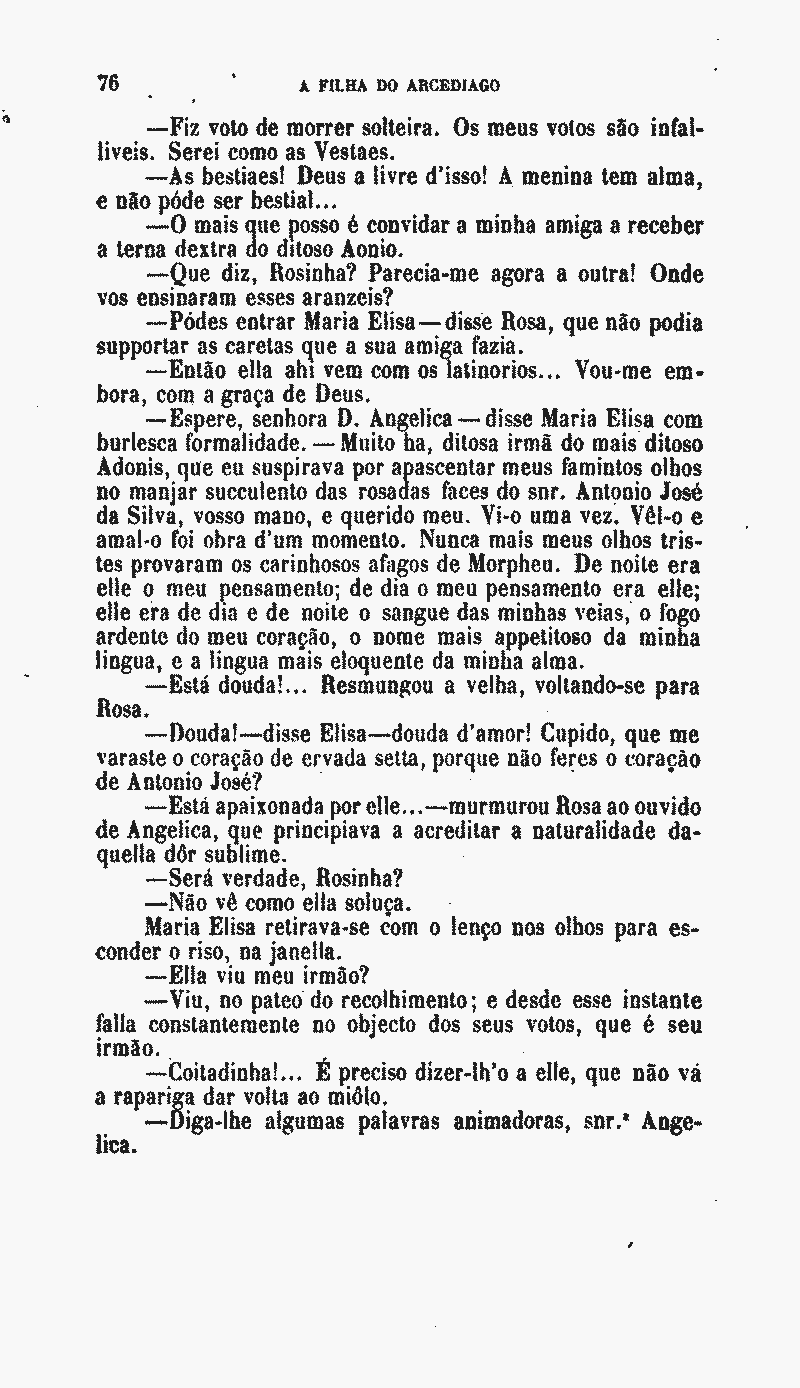 76 A FILHA DO ARCEDIAGO
—Fiz voto de morrer solteira. Os meus votos são infal-
liveis. Serei como as Vestaes.
—As bestiaes! Deus a livre d'isso! A menina tem alma,
e não póde ser bestial...
—O mais que posso é convidar a minha amiga a receber
a terna dextra do ditoso Aonio.
—Que diz, Rosinha? Parecia-me agora a outra! Onde
vos ensinaram esses aranzeis?
—Pódes entrar Maria Elisa—disse Rosa, que não podia
supportar as caretas que a sua amiga fazia.
—Então ella ahi vem com os latinorios... Vou-me em-
bora, com a graça de Deus.
—Espere, senhora D. Angelica—disse Maria Elisa com
burlesca formalidade.—Muito ha, ditosa irmã do mais ditoso
Adonis, que eu suspirava por apascentar meus famintos olhos
no manjar succulento das rosadas faces do snr. Antonio José
da Silva, vosso mano, e querido meu. Vi-o uma vez. Vêl-o e
amal-o foi obra d'um momento. Nunca mais meus olhos tris-
tes provaram os carinhosos afagos de Morpheu. De noite era
elle o meu pensamento; de dia o meu pensamento era elle;
elle era de dia e de noite o sangue das minhas veias, o fogo
ardente do meu coração, o nome mais appetitoso da minha
lingua, e a lingua mais eloquente da minha alma.
—Está douda!... Resmungou a velha, voltando-se para
Rosa.
—Douda!—disse Elisa—douda d'amor! Cupido, que me
varaste o coração de ervada setta, porque não feres o coração
de Antonio José?
—Está apaixonada por elle...—murmurou Rosa ao ouvido
de Angelica, que principiava a acreditar a naturalidade da-
quella dôr sublime.
—Será verdade, Rosinha?
—Não vê como ella soluça.
Maria Elisa retirava-se com o lenço nos olhos para es-
conder o riso, na janella.
—Ella viu meu irmão?
—Viu, no pateo do recolhimento; e desde esse instante
falla constantemente no objecto dos seus votos, que é seu
irmão.
—Coitadinha!... É preciso dizer-lh'o a elle, que não vá
a rapariga dar volta ao miôlo.
—Diga-lhe algumas palavras animadoras, snr.ª Ange-
lica.